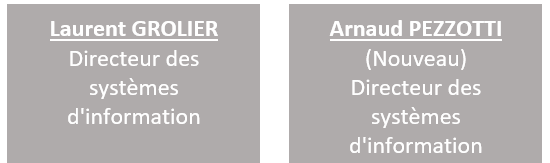 Laurent GROLIER
Directeur des
systèmes
d'information
Arnaud PEZZOTTI
(Nouveau)
Directeur des
systèmes
d'information